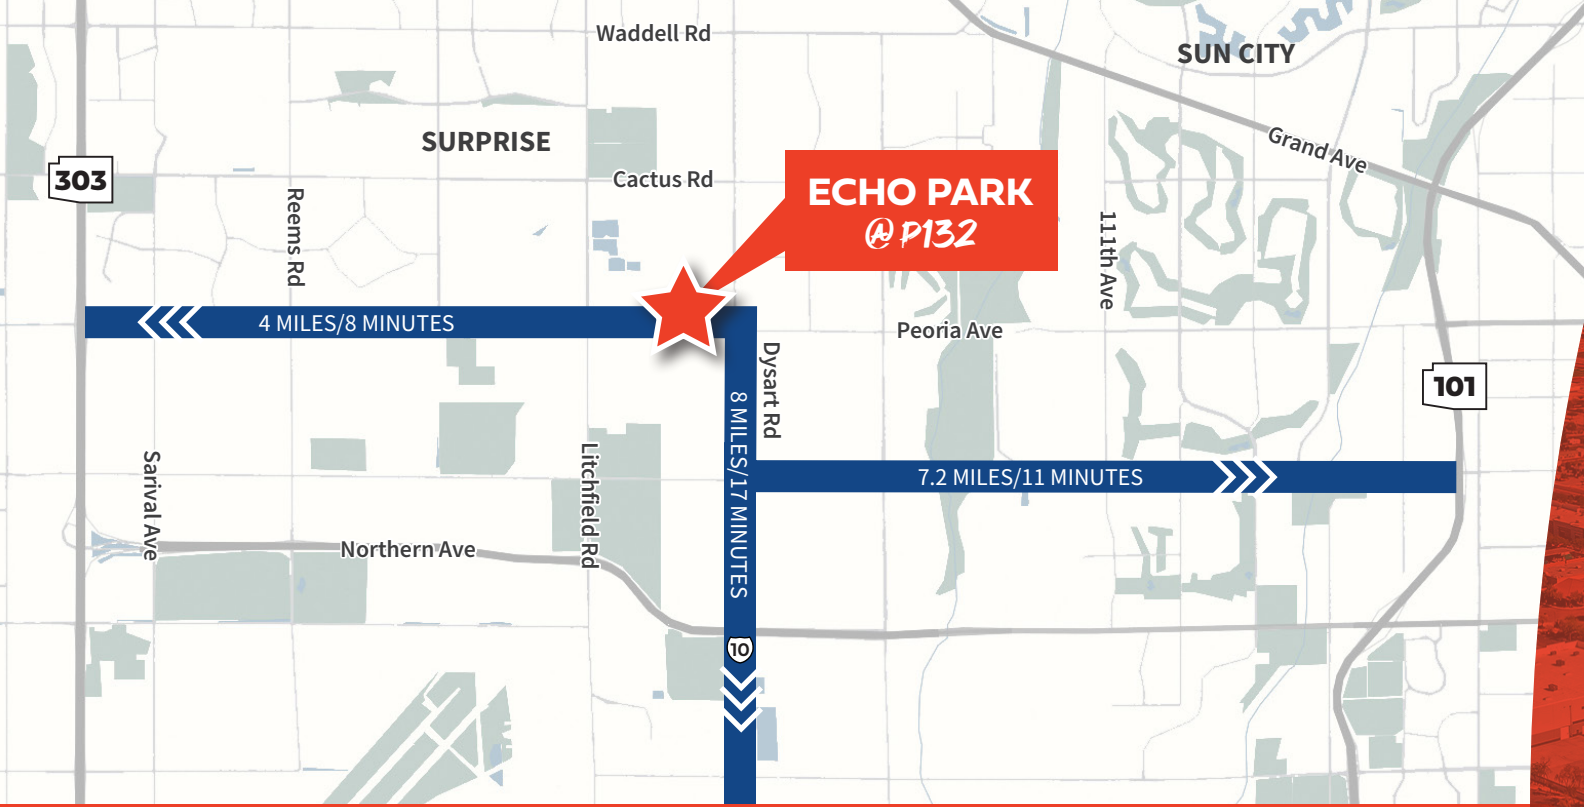 Waddell Rd
SUN CITY
Grand Ave
SURPRISE
303
Cactus Rd
ECHO PARK
@ P132
Reems Rd
111th Ave
4 MILES/8 MINUTES
Peoria Ave
Dysart Rd
101
8 MILES/17 MINUTES
7.2 MILES/11 MINUTES
Sarival Ave
Litchfield Rd
Northern Ave
10